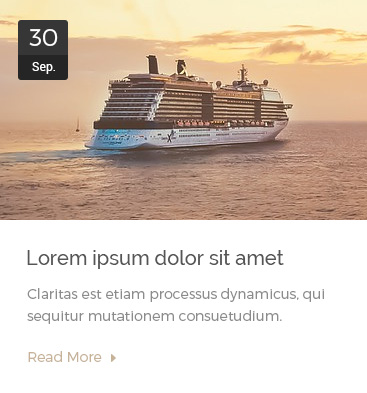 30
Sep.
Lorem ipsum dolor sit amet
Claritas est etiam processus dynamicus, qui
sequitur mutationem consuetudium.
Read More